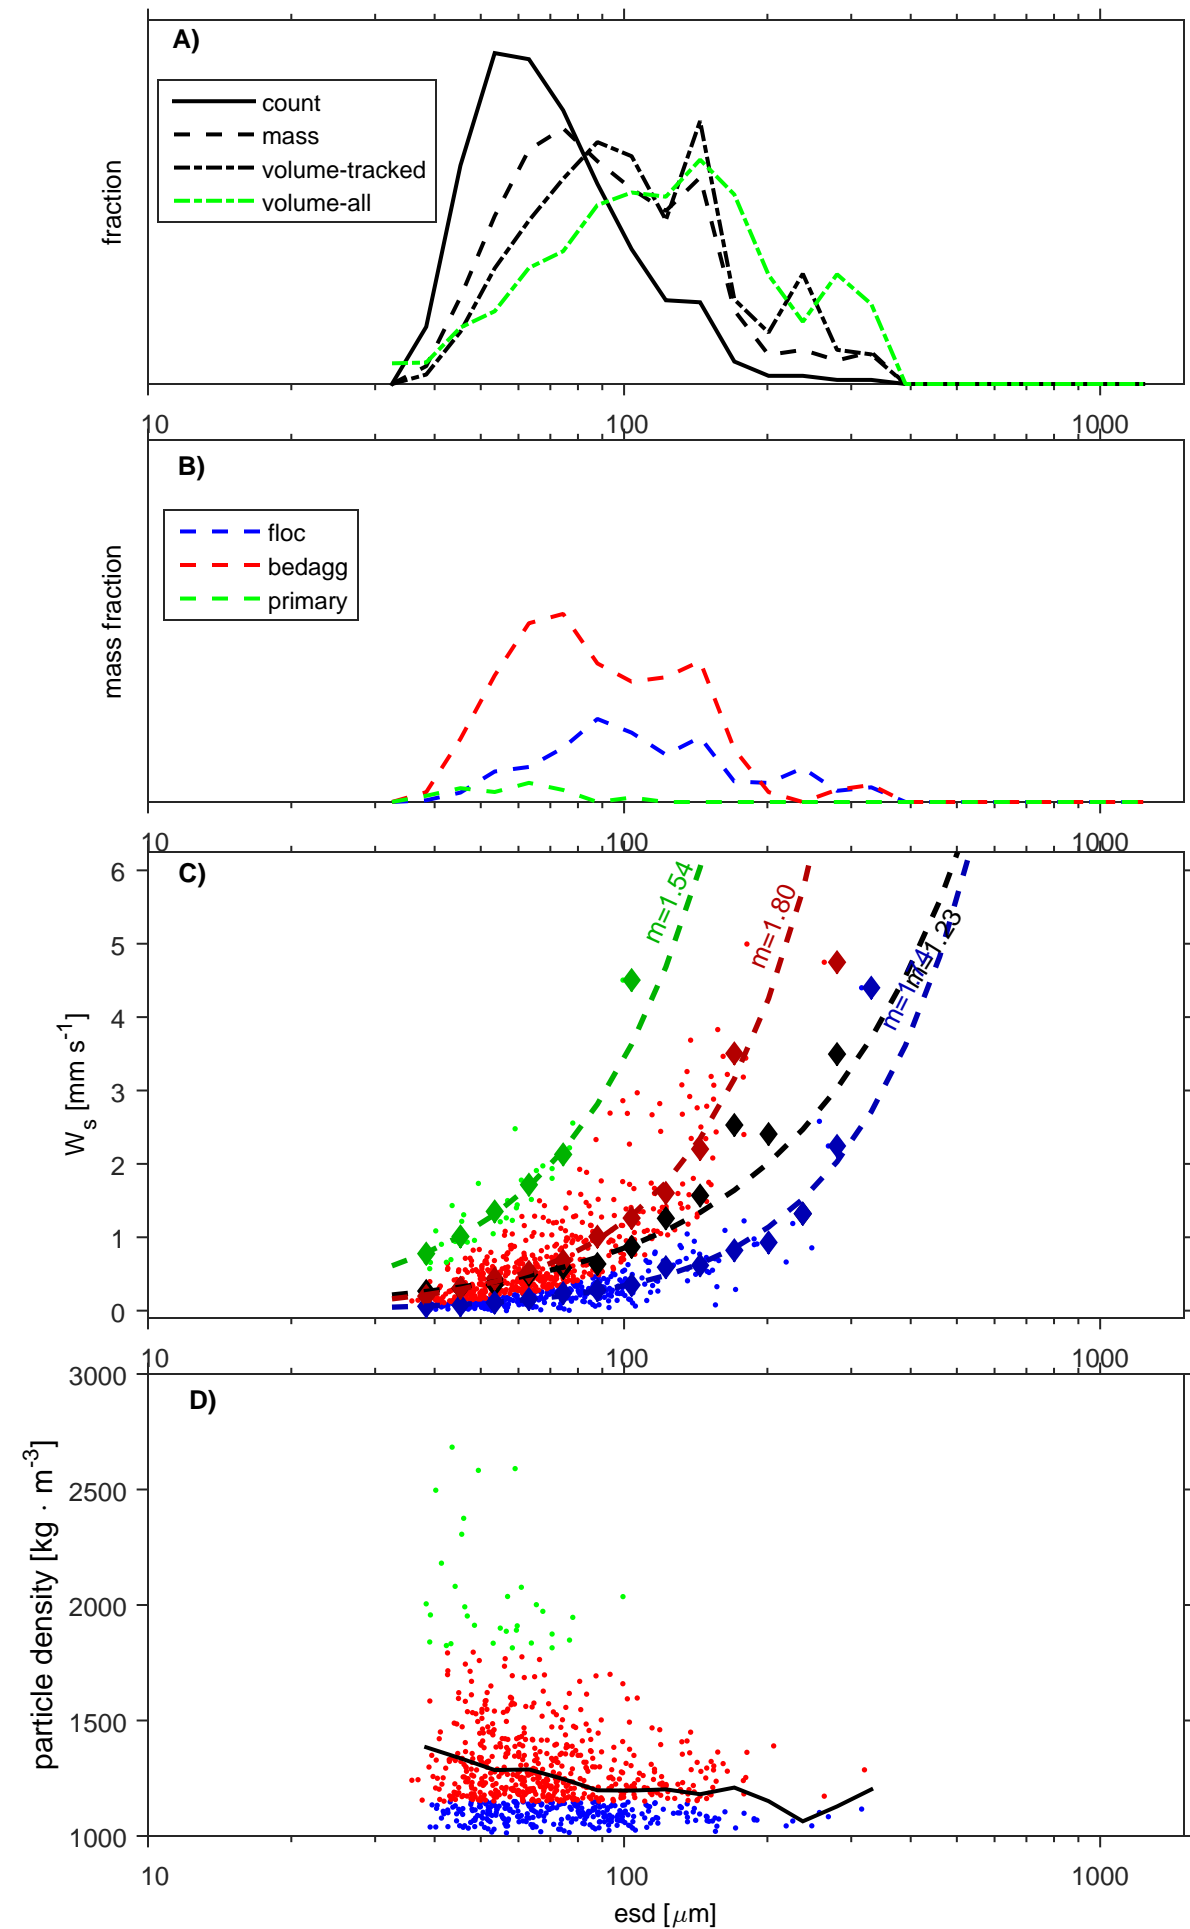 A)
count
mass
volume-tracked
volume-all
fraction
10 100 1000
B)
floc
bedagg
primary
mass fraction
10 100 1000
C)
6
5
4
3
2
1
0
W_s [mm s^-1]
m=1.54
m=1.80
m=1.23
10 100 1000
D)
3000
2500
2000
1500
1000
particle density [kg · m^-3]
10 100 1000
esd [μm]